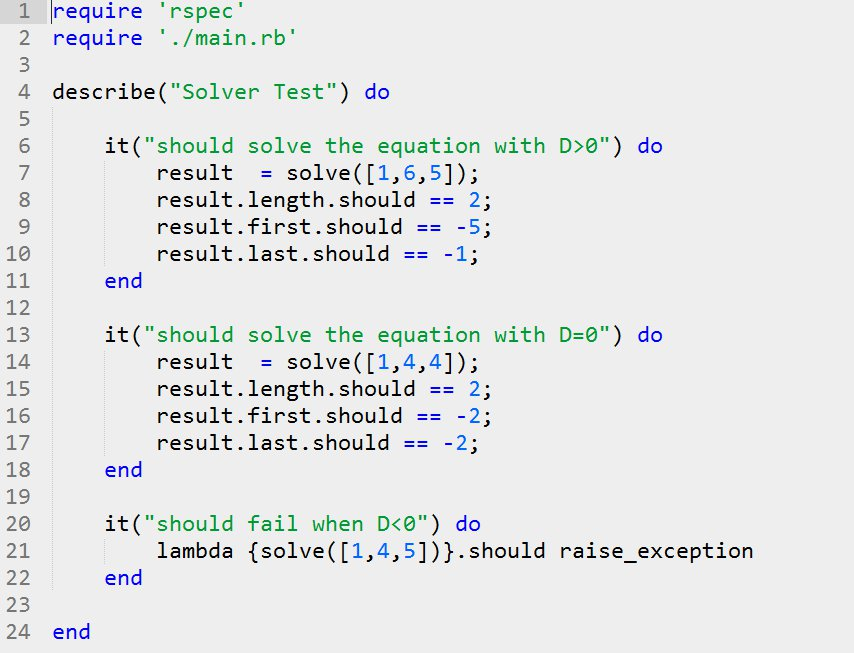 1 require 'rspec'
2 require './main.rb'
3
4 describe("Solver Test") do
5
6     it("should solve the equation with D>0") do
7         result  = solve([1,6,5]);
8         result.length.should == 2;
9         result.first.should == -5;
10         result.last.should == -1;
11     end
12
13     it("should solve the equation with D=0") do
14         result  = solve([1,4,4]);
15         result.length.should == 2;
16         result.first.should == -2;
17         result.last.should == -2;
18     end
19
20     it("should fail when D<0") do
21         lambda {solve([1,4,5])}.should raise_exception
22     end
23
24 end